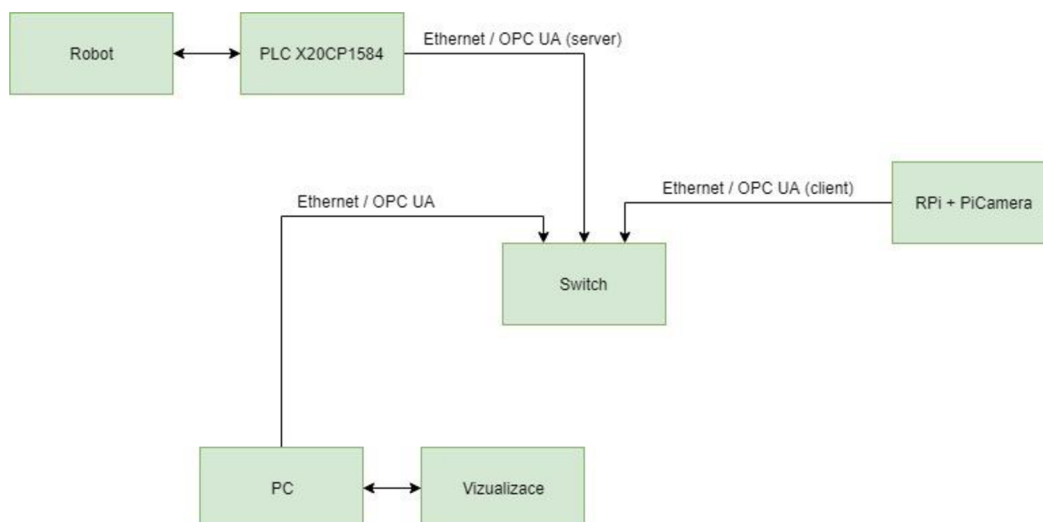 Robot
PLC X20CP1584
Ethernet / OPC UA (server)
Ethernet / OPC UA (client)
RPi + PiCamera
Ethernet / OPC UA
Switch
PC
Vizualizace